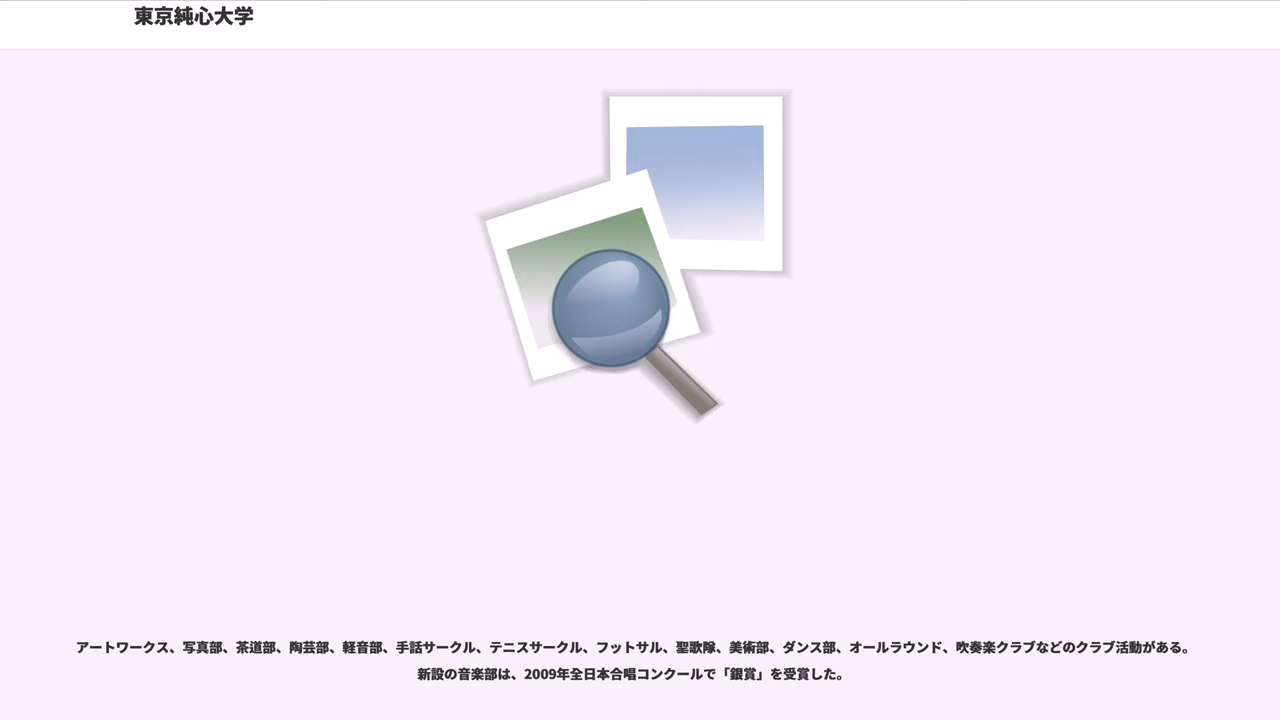 東京純心大学
アートワークス、写真部、茶道部、陶芸部、軽音部、手話サークル、テニスサークル、フットサル、聖歌隊、美術部、ダンス部、オールラウンド、吹奏楽クラブなどのクラブ活動がある。
新設の音楽部は、2009年全日本合唱コンクールで「銀賞」を受賞した。